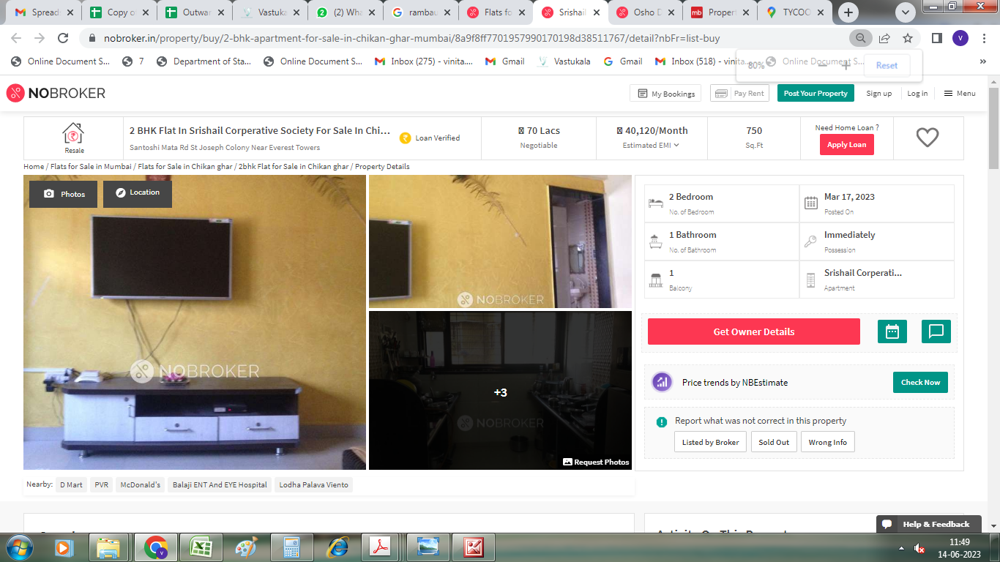 Spread
Copy o
Outwar
Vastuka
(2) Wha
rambau
Flats fo
Srishail
Osho D
Proper
TYCOO
nobroker.in/property/buy/2-bhk-apartment-for-sale-in-chikan-ghar-mumbai/8a9f8ff7701957990170198d38511767/detail?nbFr=list-buy
Online Document S...
7
Department of Sta...
Online Document S...
Inbox (275) - vinita....
Gmail
Vastukala
Gmail
Inbox (518) - vinita....
Online Document S...
»
80%
Reset
NOBROKER
My Bookings
Pay Rent
Post Your Property
Sign up
Log in
Menu
Resale
2 BHK Flat In Srishail Corperative Society For Sale In Chi...
Santoshi Mata Rd St Joseph Colony Near Everest Towers
Loan Verified
70 Lacs
Negotiable
40,120/Month
Estimated EMI
750
Sq.Ft
Need Home Loan ?
Apply Loan
Home / Flats for Sale in Mumbai / Flats for Sale in Chikan ghar / 2bhk Flat for Sale in Chikan ghar / Property Details
Photos
Location
NOBROKER
NOBROKER
+3
NOBROKER
Request Photos
2 Bedroom
No. of Bedroom
Mar 17, 2023
Posted On
1 Bathroom
No. of Bathroom
Immediately
Possession
1
Balcony
Srishail Corperati...
Apartment
Get Owner Details
Price trends by NBEstimate
Check Now
Report what was not correct in this property
Listed by Broker
Sold Out
Wrong Info
Nearby:
D Mart
PVR
McDonald's
Balaji ENT And EYE Hospital
Lodha Palava Viento
Help & Feedback
11:49
14-06-2023